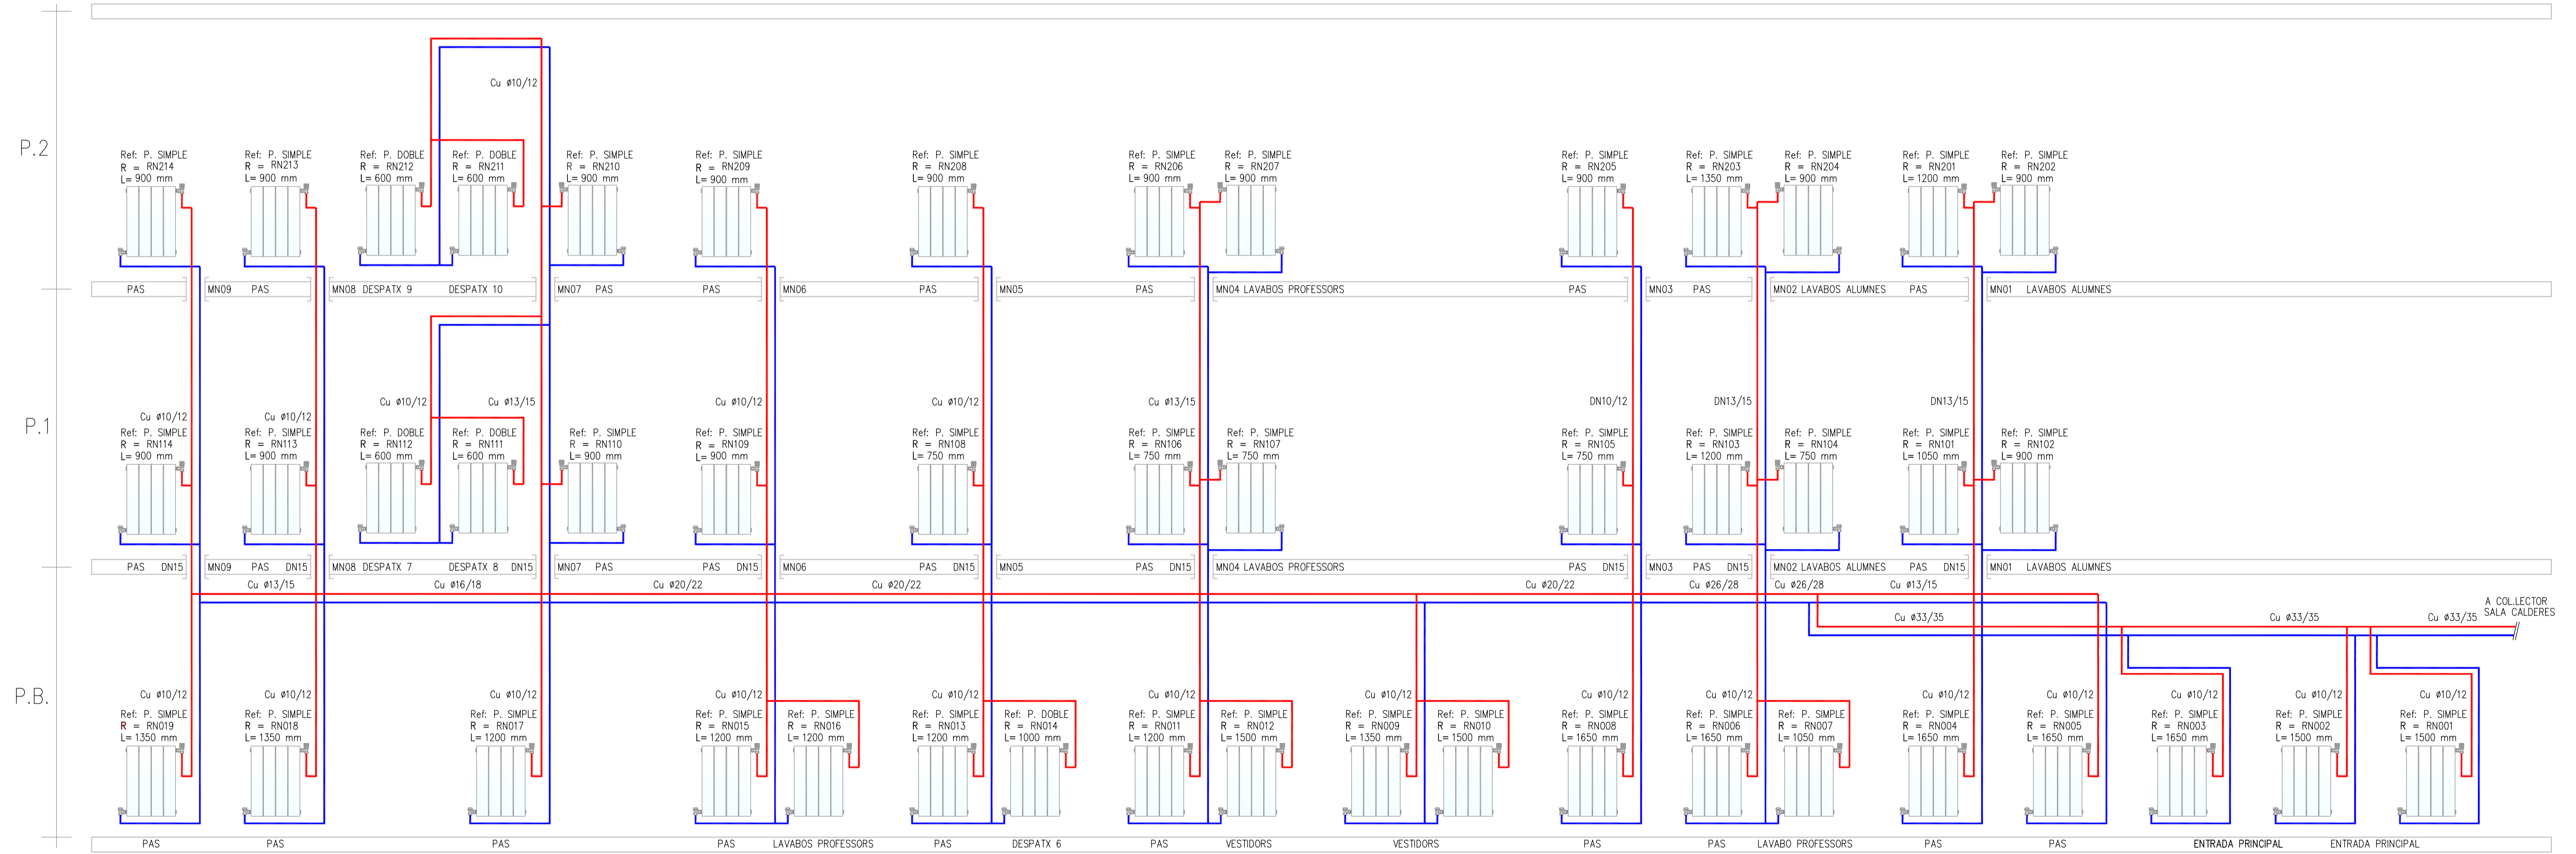 P.2
Cu ø10/12
Ref: P. SIMPLE
R = RN214
L= 900 mm
Ref: P. SIMPLE
R = RN213
L= 900 mm
Ref: P. DOBLE
R = RN212
L= 600 mm
Ref: P. DOBLE
R = RN211
L= 600 mm
Ref: P. SIMPLE
R = RN210
L= 900 mm
Ref: P. SIMPLE
R = RN209
L= 900 mm
Ref: P. SIMPLE
R = RN208
L= 900 mm
Ref: P. SIMPLE
R = RN206
L= 900 mm
Ref: P. SIMPLE
R = RN207
L= 900 mm
Ref: P. SIMPLE
R = RN205
L= 900 mm
Ref: P. SIMPLE
R = RN203
L= 1350 mm
Ref: P. SIMPLE
R = RN204
L= 900 mm
Ref: P. SIMPLE
R = RN201
L= 1200 mm
Ref: P. SIMPLE
R = RN202
L= 900 mm
PAS
MN09 PAS
MN08 DESPATX 9
DESPATX 10
MN07 PAS
PAS
MN06
PAS
MN05
PAS
MN04 LAVABOS PROFESSORS
PAS
MN03 PAS
MN02 LAVABOS ALUMNES
PAS
MN01 LAVABOS ALUMNES
P.1
Cu ø10/12
Cu ø10/12
Cu ø10/12
Cu ø13/15
Cu ø10/12
Cu ø10/12
Cu ø13/15
DN10/12
DN13/15
DN13/15
Ref: P. SIMPLE
R = RN114
L= 900 mm
Ref: P. SIMPLE
R = RN113
L= 900 mm
Ref: P. DOBLE
R = RN112
L= 600 mm
Ref: P. DOBLE
R = RN111
L= 600 mm
Ref: P. SIMPLE
R = RN110
L= 900 mm
Ref: P. SIMPLE
R = RN109
L= 900 mm
Ref: P. SIMPLE
R = RN108
L= 750 mm
Ref: P. SIMPLE
R = RN106
L= 750 mm
Ref: P. SIMPLE
R = RN107
L= 750 mm
Ref: P. SIMPLE
R = RN105
L= 750 mm
Ref: P. SIMPLE
R = RN103
L= 1200 mm
Ref: P. SIMPLE
R = RN104
L= 750 mm
Ref: P. SIMPLE
R = RN101
L= 1050 mm
Ref: P. SIMPLE
R = RN102
L= 900 mm
PAS DN15
MN09 PAS DN15
MN08 DESPATX 7
DESPATX 8 DN15
MN07 PAS
PAS DN15
MN06
PAS DN15
MN05
PAS DN15
MN04 LAVABOS PROFESSORS
PAS DN15
MN03 PAS DN15
MN02 LAVABOS ALUMNES
PAS DN15
MN01 LAVABOS ALUMNES
Cu ø13/15
Cu ø16/18
Cu ø20/22
Cu ø20/22
Cu ø20/22
Cu ø26/28
Cu ø26/28
Cu ø13/15
Cu ø33/35
Cu ø33/35
Cu ø33/35
A COL.LECTOR
SALA CALDERES
P.B.
Cu ø10/12
Cu ø10/12
Cu ø10/12
Cu ø10/12
Cu ø10/12
Cu ø10/12
Cu ø10/12
Cu ø10/12
Cu ø10/12
Cu ø10/12
Cu ø10/12
Cu ø10/12
Cu ø10/12
Cu ø10/12
Ref: P. SIMPLE
R = RN019
L= 1350 mm
Ref: P. SIMPLE
R = RN018
L= 1350 mm
Ref: P. SIMPLE
R = RN017
L= 1200 mm
Ref: P. SIMPLE
R = RN015
L= 1200 mm
Ref: P. SIMPLE
R = RN016
L= 1200 mm
Ref: P. SIMPLE
R = RN013
L= 1200 mm
Ref: P. DOBLE
R = RN014
L= 1000 mm
Ref: P. SIMPLE
R = RN011
L= 1200 mm
Ref: P. SIMPLE
R = RN012
L= 1500 mm
Ref: P. SIMPLE
R = RN009
L= 1350 mm
Ref: P. SIMPLE
R = RN010
L= 1500 mm
Ref: P. SIMPLE
R = RN008
L= 1650 mm
Ref: P. SIMPLE
R = RN006
L= 1650 mm
Ref: P. SIMPLE
R = RN007
L= 1050 mm
Ref: P. SIMPLE
R = RN004
L= 1650 mm
Ref: P. SIMPLE
R = RN005
L= 1650 mm
Ref: P. SIMPLE
R = RN003
L= 1650 mm
Ref: P. SIMPLE
R = RN002
L= 1500 mm
Ref: P. SIMPLE
R = RN001
L= 1500 mm
PAS
PAS
PAS
PAS
LAVABOS PROFESSORS
PAS
DESPATX 6
PAS
VESTIDORS
VESTIDORS
PAS
PAS
LAVABO PROFESSORS
PAS
PAS
ENTRADA PRINCIPAL
ENTRADA PRINCIPAL